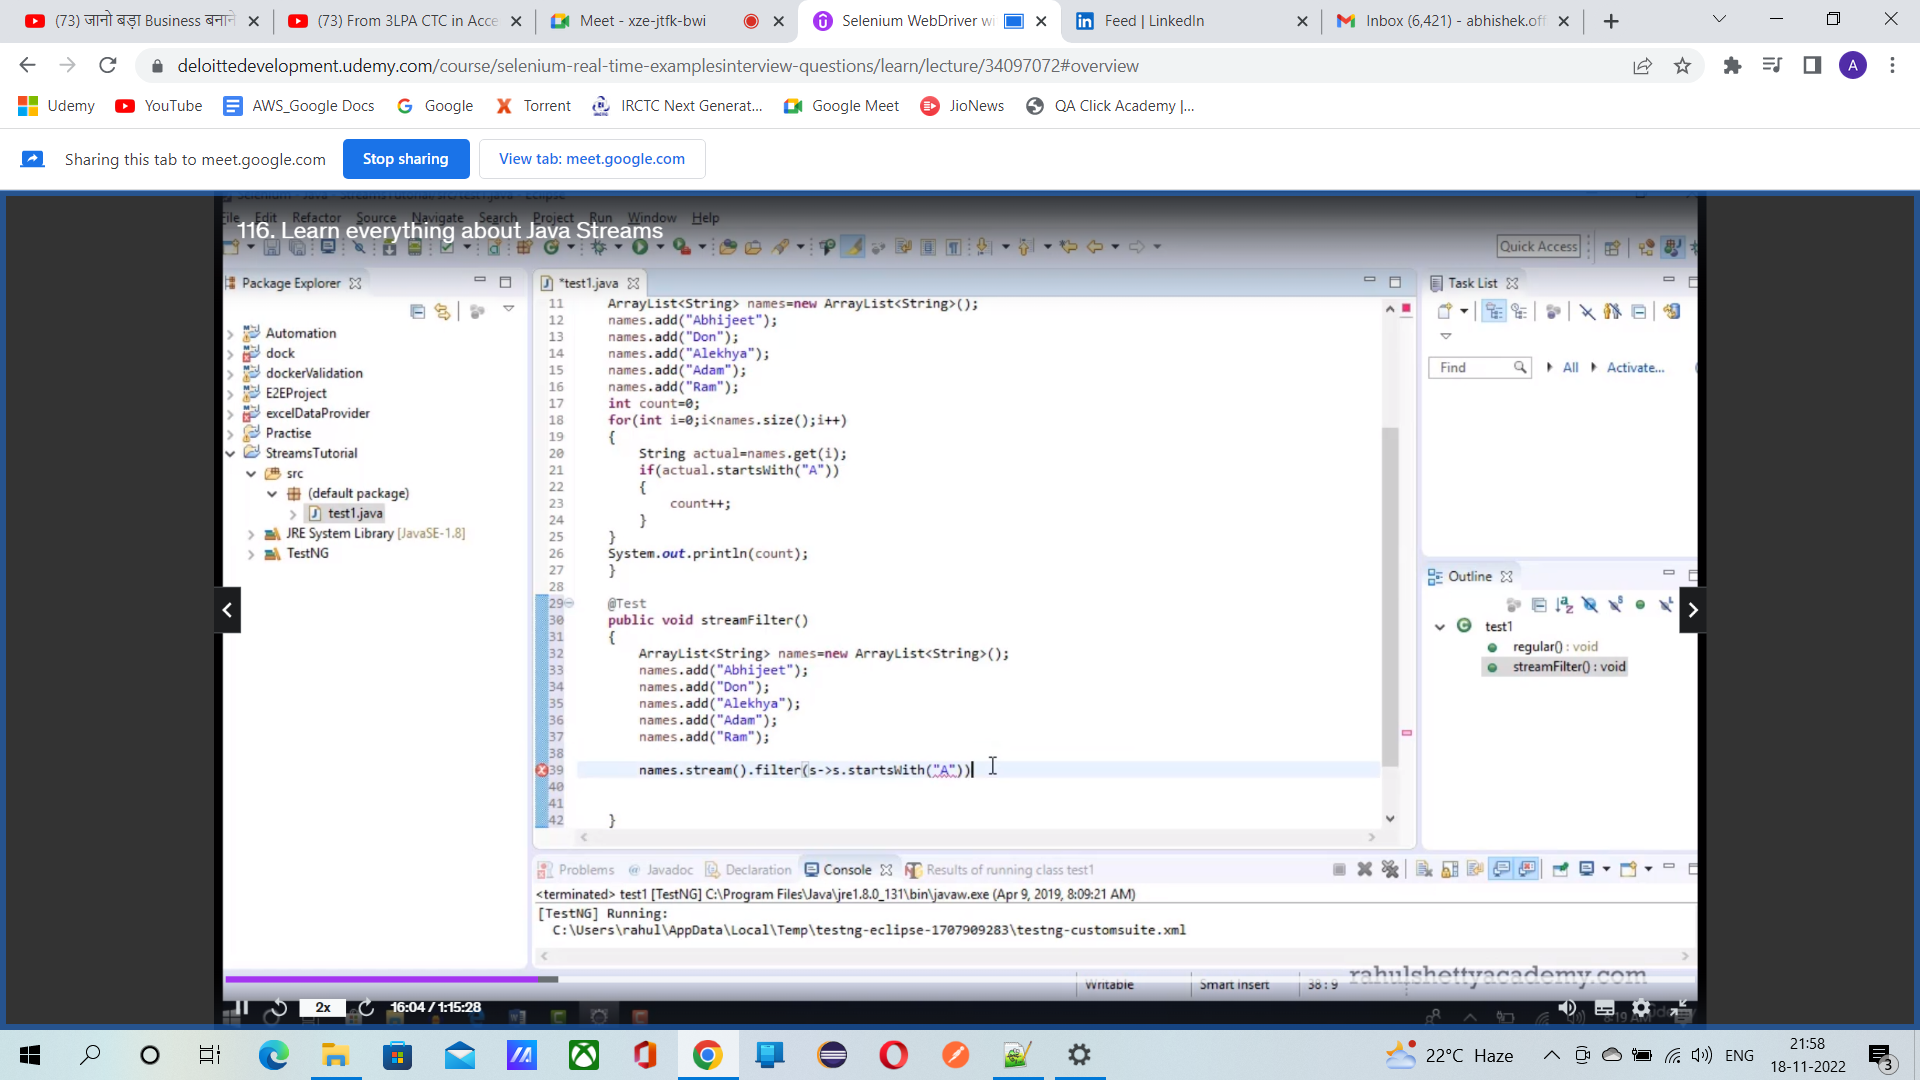 (73) जानो बड़ा Business बनाने
(73) From 3LPA CTC in Acce
Meet - xze-jtfk-bwi
Selenium WebDriver wi
Feed | LinkedIn
Inbox (6,421) - abhishek.off
deloittedevelopment.udemy.com/course/selenium-real-time-examplesinterview-questions/learn/lecture/34097072#overview
A
Udemy
YouTube
AWS_Google Docs
Google
Torrent
IRCTC Next Generat...
Google Meet
JioNews
QA Click Academy |...
Sharing this tab to meet.google.com
Stop sharing
View tab: meet.google.com
File Edit Refactor Source Navigate Search Project Run Window Help
116. Learn everything about Java Streams
Quick Access
Package Explorer
*test1.java
Task List
Automation
dock
dockerValidation
E2EProject
excelDataProvider
Practise
StreamsTutorial
src
(default package)
test1.java
JRE System Library [JavaSE-1.8]
TestNG
11 ArrayList<String> names=new ArrayList<String>();
12 names.add("Abhijeet");
13 names.add("Don");
14 names.add("Alekhya");
15 names.add("Adam");
16 names.add("Ram");
17 int count=0;
18 for(int i=0;i<names.size();i++)
19 {
20 String actual=names.get(i);
21 if(actual.startsWith("A"))
22 {
23 count++;
24 }
25 }
26 System.out.println(count);
27 }
28
29 @Test
30 public void streamFilter()
31 {
32 ArrayList<String> names=new ArrayList<String>();
33 names.add("Abhijeet");
34 names.add("Don");
35 names.add("Alekhya");
36 names.add("Adam");
37 names.add("Ram");
38
39 names.stream().filter(s->s.startsWith("A"))
40
41
42 }
Find
All
Activate...
Outline
test1
regular() : void
streamFilter() : void
Problems
Javadoc
Declaration
Console
Results of running class test1
<terminated> test1 [TestNG] C:\Program Files\Java\jre1.8.0_131\bin\javaw.exe (Apr 9, 2019, 8:09:21 AM)
[TestNG] Running:
C:\Users\rahul\AppData\Local\Temp\testng-eclipse-1707909283\testng-customsuite.xml
Writable
Smart Insert
38 : 9
rahulshettyacademy.com
2x
16:04 / 1:15:28
22°C Haze
ENG
21:58
18-11-2022
3